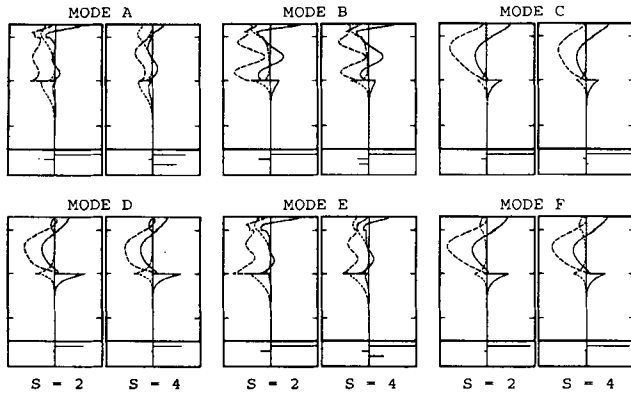 MODE A MODE B MODE C
MODE D MODE E MODE F
S = 2 S = 4 S = 2 S = 4 S = 2 S = 4